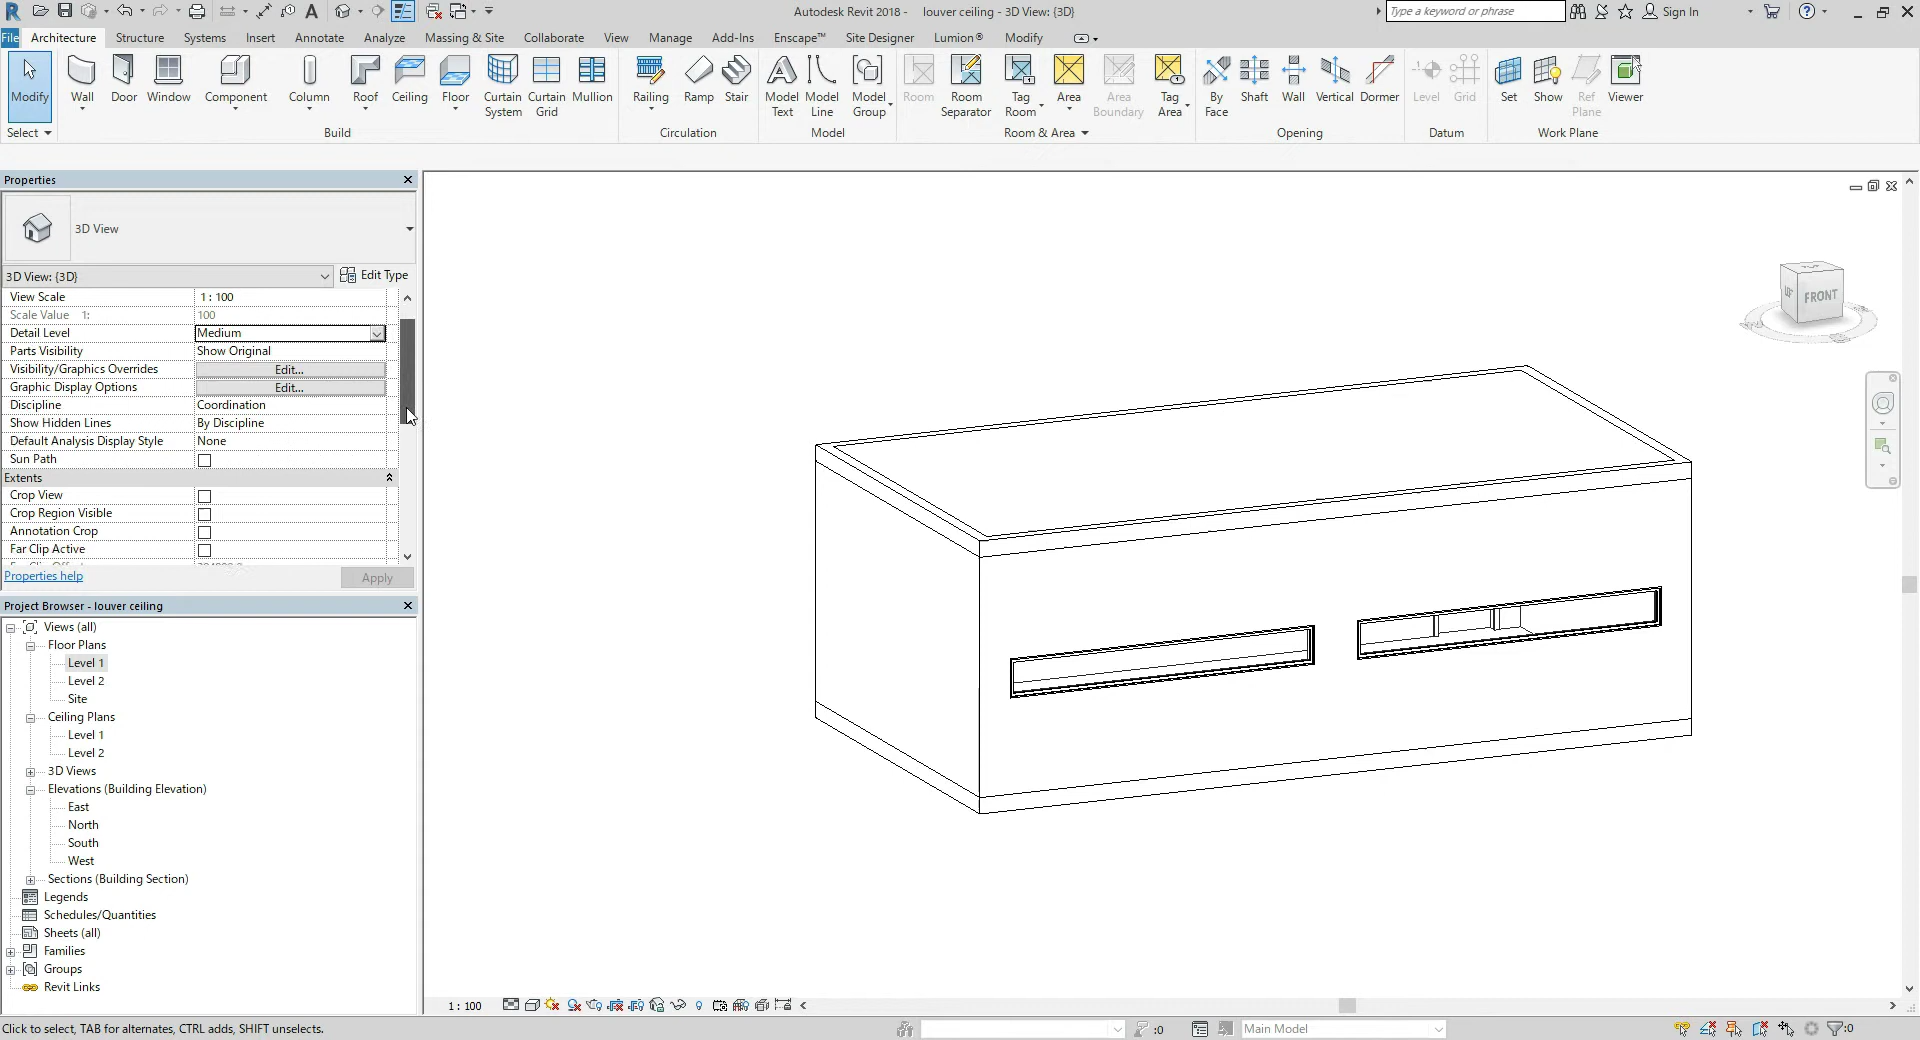 Autodesk Revit 2018 - louver ceiling - 3D View: {3D}
Type a keyword or phrase
Sign In
File Architecture Structure Systems Insert Annotate Analyze Massing & Site Collaborate View Manage Add-Ins Enscape™ Site Designer Lumion® Modify
Modify Wall Door Window Component Column Roof Ceiling Floor Curtain System Curtain Grid Mullion Railing Ramp Stair Model Text Model Line Model Group Room Room Separator Tag Room Area Area Boundary Tag Area By Face Shaft Wall Vertical Dormer Level Grid Set Show Ref Plane Viewer
Select Build Circulation Model Room & Area Opening Datum Work Plane
Properties
3D View
3D View: {3D} Edit Type
View Scale 1 : 100
Scale Value 1: 100
Detail Level Medium
Parts Visibility Show Original
Visibility/Graphics Overrides Edit...
Graphic Display Options Edit...
Discipline Coordination
Show Hidden Lines By Discipline
Default Analysis Display Style None
Sun Path
Extents
Crop View
Crop Region Visible
Annotation Crop
Far Clip Active
Properties help Apply
Project Browser - louver ceiling
Views (all)
Floor Plans
Level 1
Level 2
Site
Ceiling Plans
Level 1
Level 2
3D Views
Elevations (Building Elevation)
East
North
South
West
Sections (Building Section)
Legends
Schedules/Quantities
Sheets (all)
Families
Groups
Revit Links
FRONT
1 : 100
Click to select, TAB for alternates, CTRL adds, SHIFT unselects.
:0
Main Model
:0